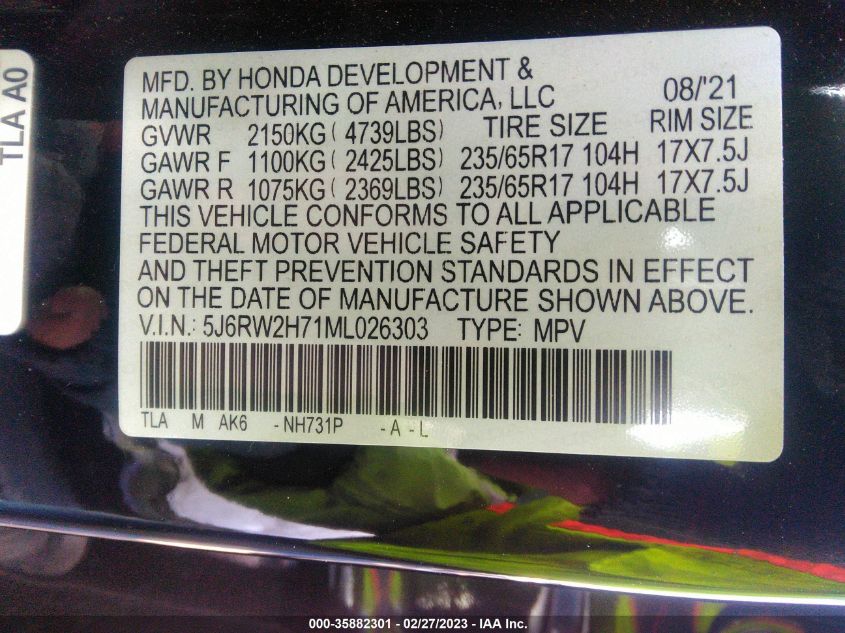 TLA A0
MFD. BY HONDA DEVELOPMENT &
MANUFACTURING OF AMERICA, LLC 08/'21
GVWR 2150KG ( 4739LBS) TIRE SIZE RIM SIZE
GAWR F 1100KG ( 2425LBS) 235/65R17 104H 17X7.5J
GAWR R 1075KG ( 2369LBS) 235/65R17 104H 17X7.5J
THIS VEHICLE CONFORMS TO ALL APPLICABLE
FEDERAL MOTOR VEHICLE SAFETY
AND THEFT PREVENTION STANDARDS IN EFFECT
ON THE DATE OF MANUFACTURE SHOWN ABOVE.
V.I.N.: 5J6RW2H71ML026303 TYPE: MPV
TLA M AK6 -NH731P -A -L
000-35882301 - 02/27/2023 - IAA Inc.